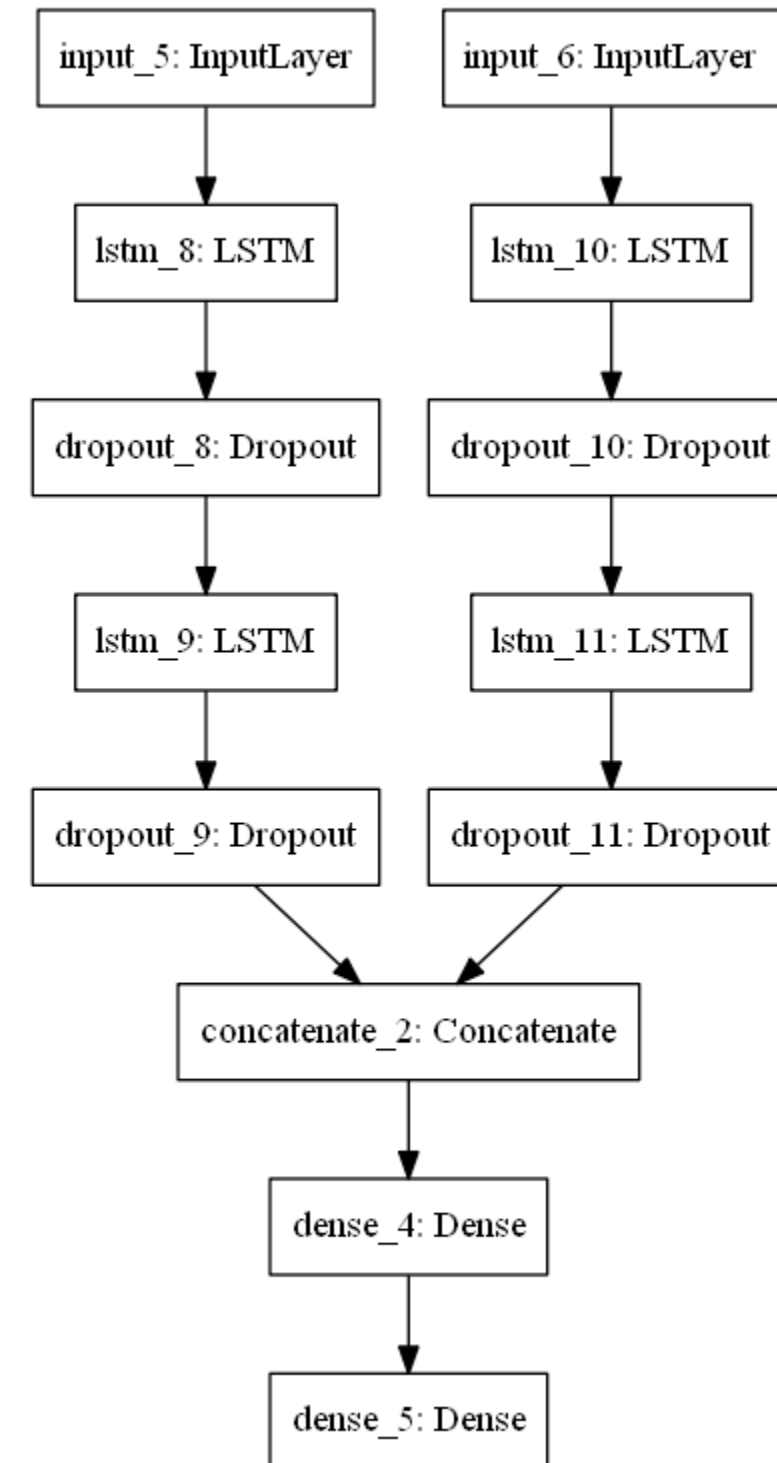 input_5: InputLayer
input_6: InputLayer
lstm_8: LSTM
lstm_10: LSTM
dropout_8: Dropout
dropout_10: Dropout
lstm_9: LSTM
lstm_11: LSTM
dropout_9: Dropout
dropout_11: Dropout
concatenate_2: Concatenate
dense_4: Dense
dense_5: Dense